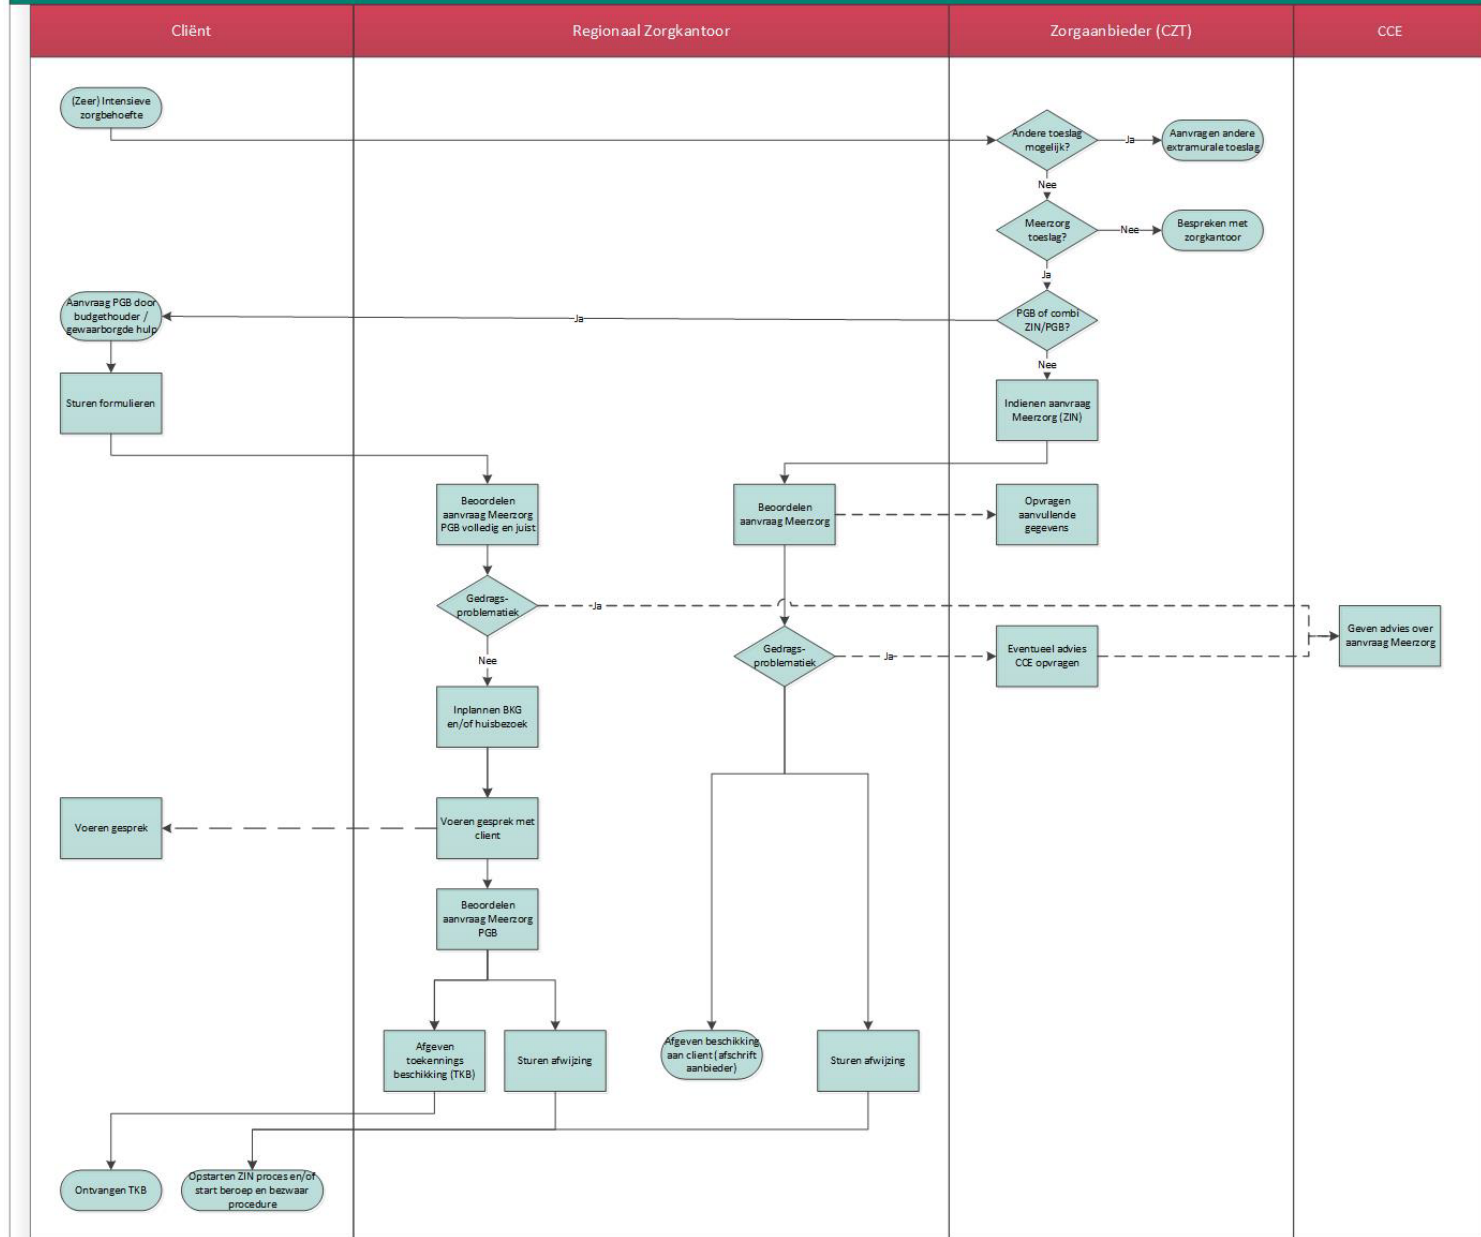 Cliënt
Regionaal Zorgkantoor
Zorgaanbieder (CZT)
CCE
(Zeer) Intensieve
zorgbehoefte
Andere toeslag
mogelijk?
Ja
Aanvragen andere
extramurale toeslag
Nee
Meerzorg
toeslag?
Nee
Bespreken met
zorgkantoor
Ja
Aanvraag PGB door
budgethouder /
gewaarborgde hulp
Ja
PGB of combi
ZIN/PGB?
Nee
Sturen formulieren
Indienen aanvraag
Meerzorg (ZIN)
Beoordelen
aanvraag Meerzorg
PGB volledig en juist
Beoordelen
aanvraag Meerzorg
Opvragen
aanvullende
gegevens
Gedrags-
problematiek
Ja
Geven advies over
aanvraag Meerzorg
Nee
Gedrags-
problematiek
Ja
Eventueel advies
CCE opvragen
Inplannen BKG
en/of huisbezoek
Voeren gesprek
Voeren gesprek met
client
Beoordelen
aanvraag Meerzorg
PGB
Afgeven
toekennings
beschikking (TKB)
Sturen afwijzing
Afgeven beschikking
aan client (afschrift
aanbieder)
Sturen afwijzing
Ontvangen TKB
Opstarten ZIN proces en/of
start beroep en bezwaar
procedure